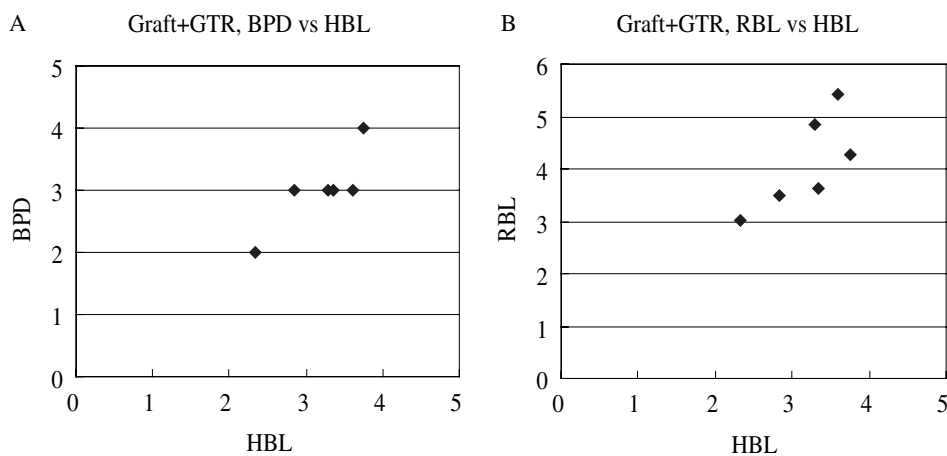 A
Graft+GTR, BPD vs HBL
5
4
3
2
1
0
BPD
0 1 2 3 4 5
HBL
B
Graft+GTR, RBL vs HBL
6
5
4
3
2
1
0
RBL
0 1 2 3 4 5
HBL